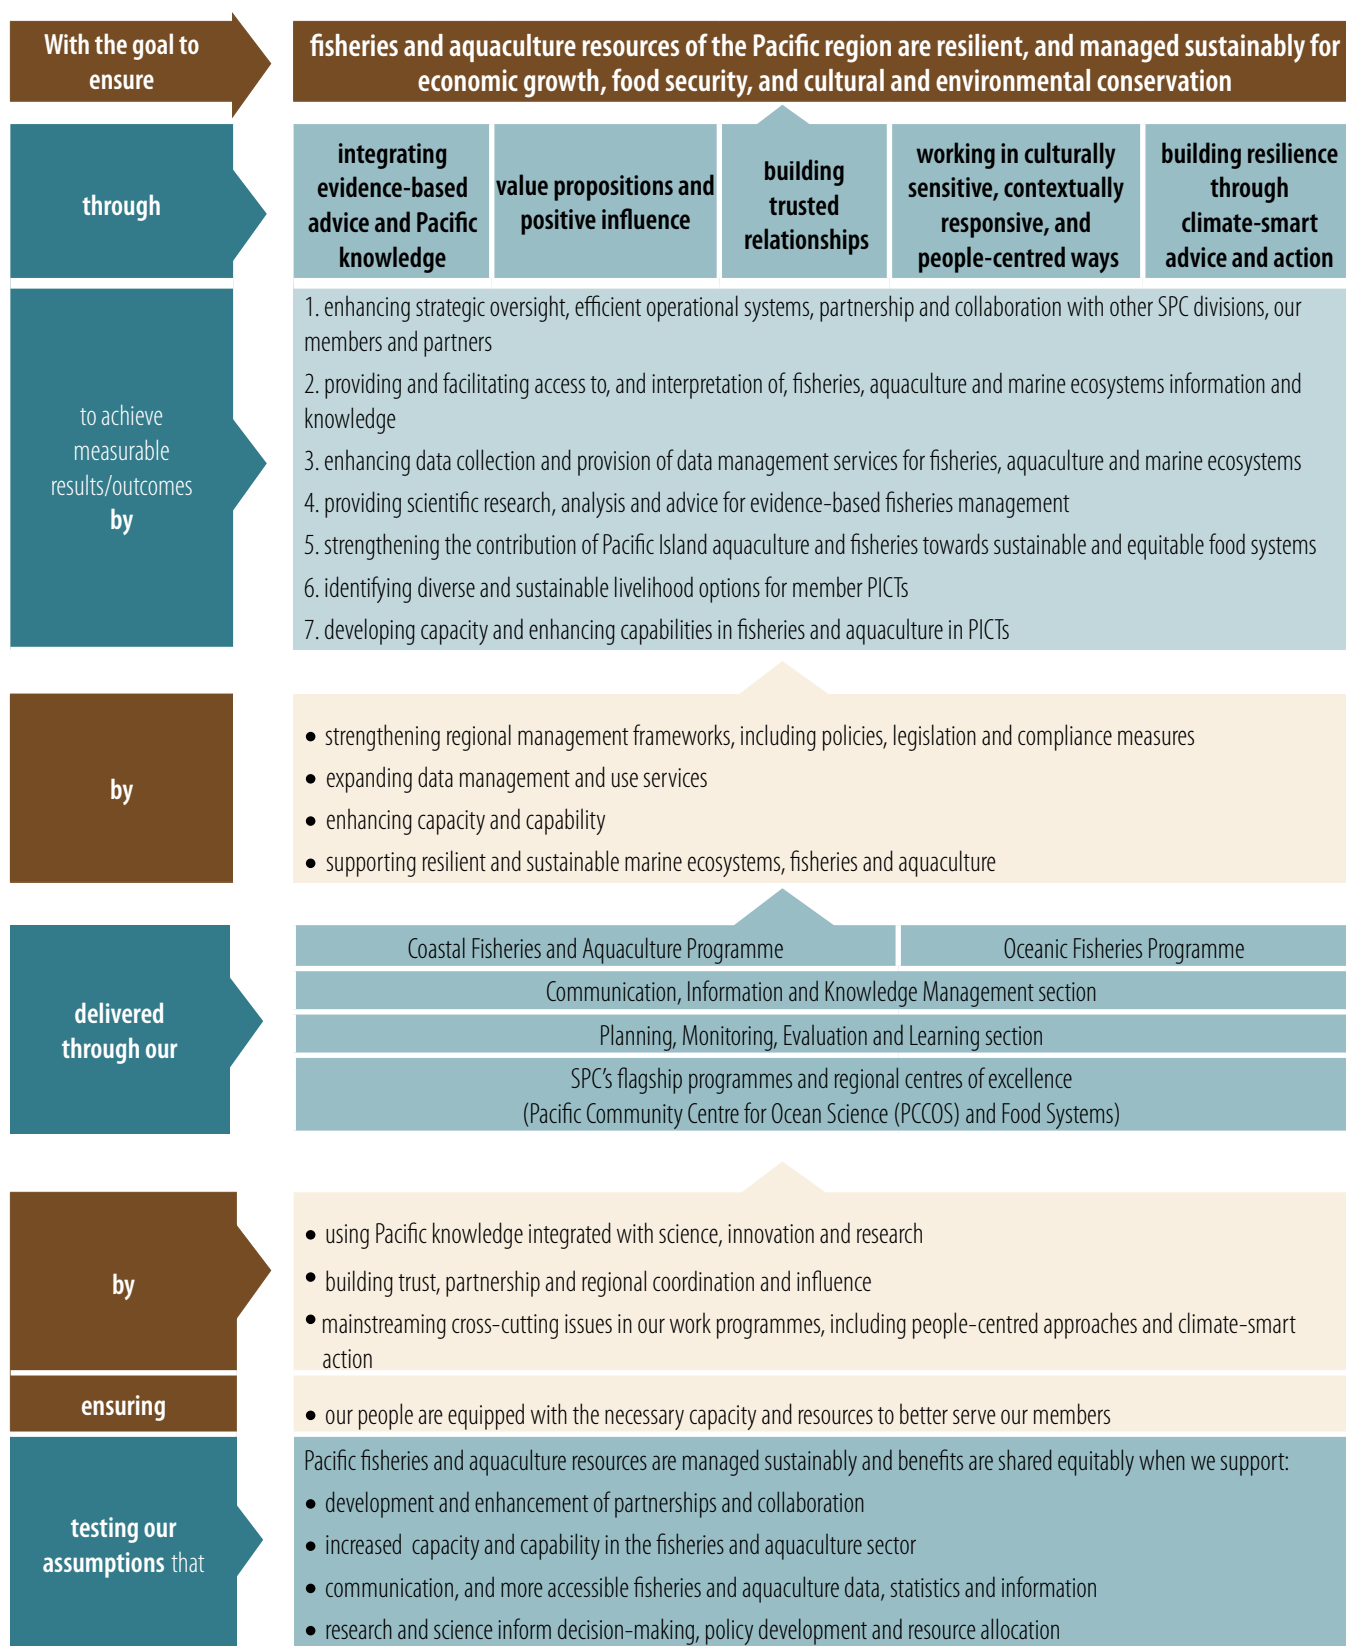 With the goal to
ensure
fisheries and aquaculture resources of the Pacific region are resilient, and managed sustainably for
economic growth, food security, and cultural and environmental conservation
through
integrating
evidence-based
advice and Pacific
knowledge
value propositions and
positive influence
building
trusted
relationships
working in culturally
sensitive, contextually
responsive, and
people-centred ways
building resilience
through
climate-smart
advice and action
to achieve
measurable
results/outcomes
by
1. enhancing strategic oversight, efficient operational systems, partnership and collaboration with other SPC divisions, our
members and partners
2. providing and facilitating access to, and interpretation of, fisheries, aquaculture and marine ecosystems information and
knowledge
3. enhancing data collection and provision of data management services for fisheries, aquaculture and marine ecosystems
4. providing scientific research, analysis and advice for evidence-based fisheries management
5. strengthening the contribution of Pacific Island aquaculture and fisheries towards sustainable and equitable food systems
6. identifying diverse and sustainable livelihood options for member PICTs
7. developing capacity and enhancing capabilities in fisheries and aquaculture in PICTs
by
• strengthening regional management frameworks, including policies, legislation and compliance measures
• expanding data management and use services
• enhancing capacity and capability
• supporting resilient and sustainable marine ecosystems, fisheries and aquaculture
delivered
through our
Coastal Fisheries and Aquaculture Programme
Oceanic Fisheries Programme
Communication, Information and Knowledge Management section
Planning, Monitoring, Evaluation and Learning section
SPC's flagship programmes and regional centres of excellence
(Pacific Community Centre for Ocean Science (PCCOS) and Food Systems)
by
• using Pacific knowledge integrated with science, innovation and research
• building trust, partnership and regional coordination and influence
• mainstreaming cross-cutting issues in our work programmes, including people-centred approaches and climate-smart
action
ensuring
• our people are equipped with the necessary capacity and resources to better serve our members
testing our
assumptions that
Pacific fisheries and aquaculture resources are managed sustainably and benefits are shared equitably when we support:
• development and enhancement of partnerships and collaboration
• increased capacity and capability in the fisheries and aquaculture sector
• communication, and more accessible fisheries and aquaculture data, statistics and information
• research and science inform decision-making, policy development and resource allocation